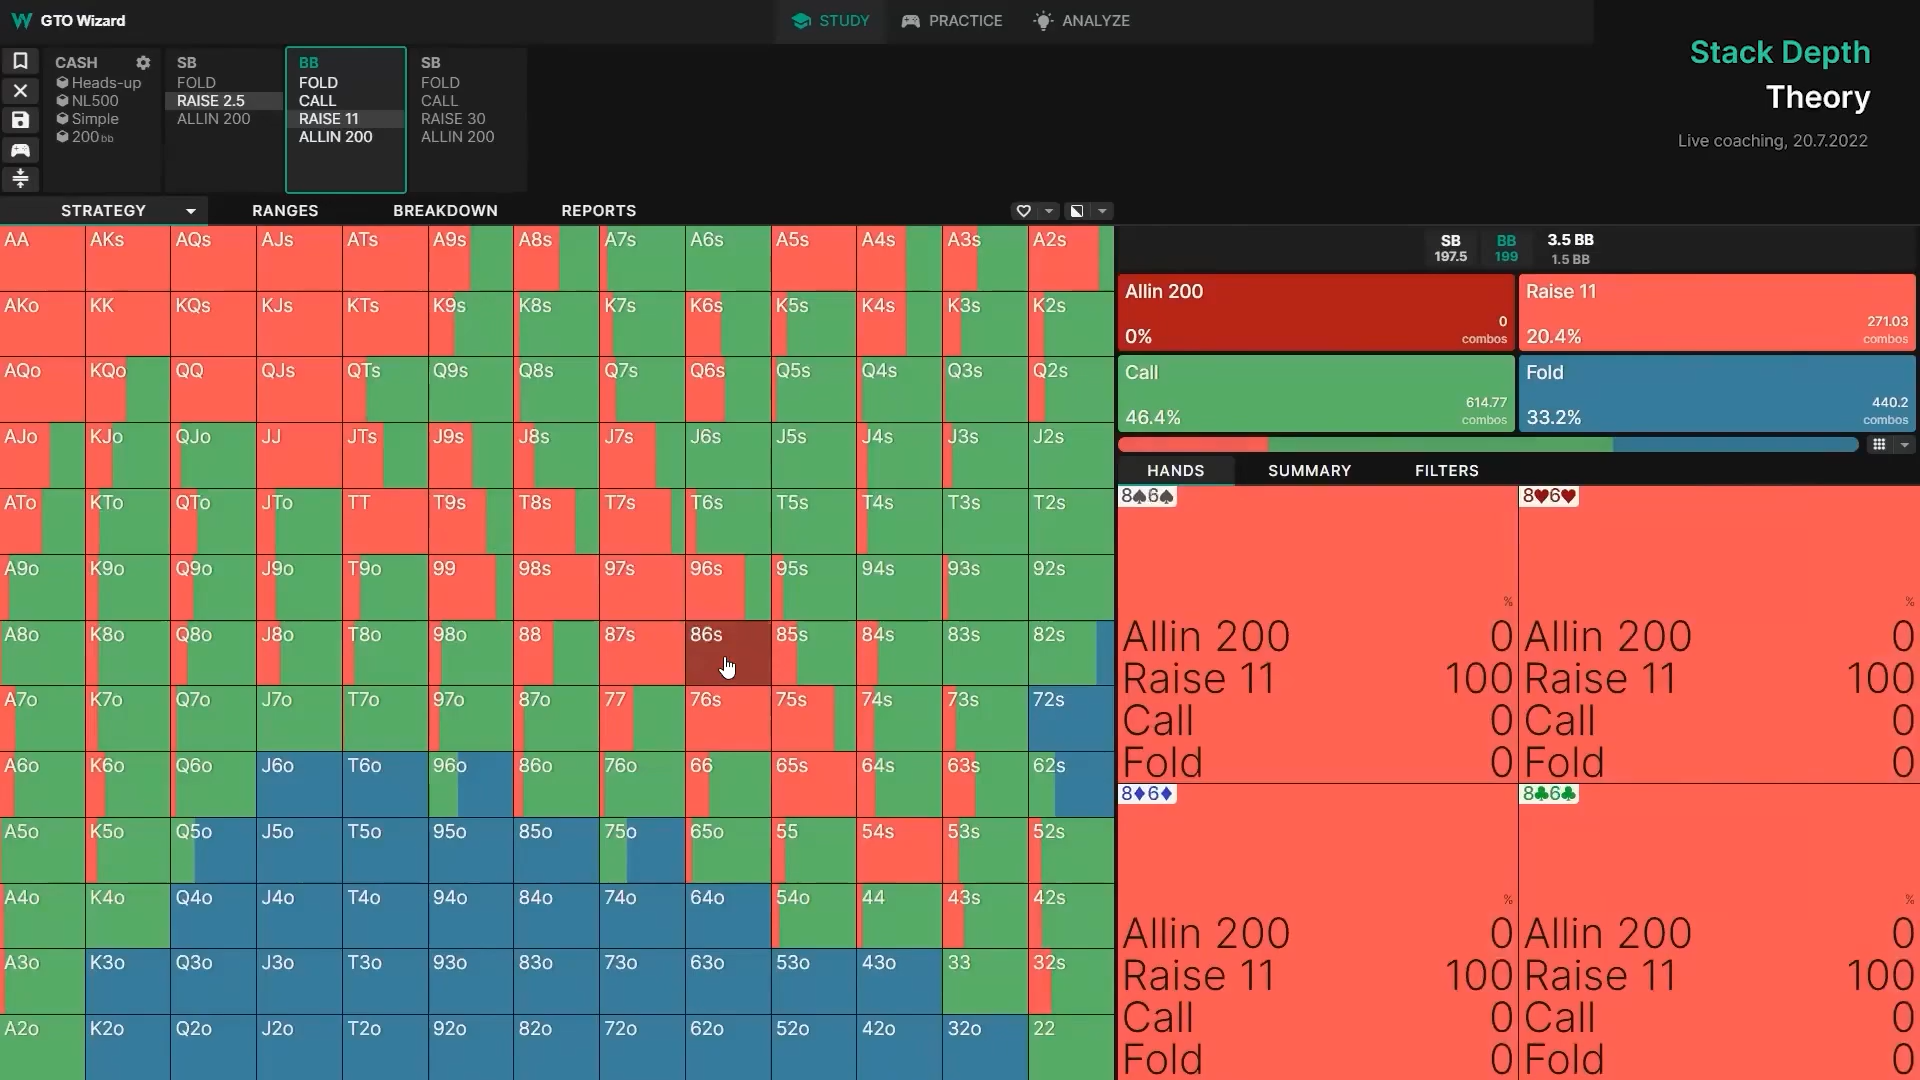 GTO Wizard
STUDY
PRACTICE
ANALYZE
Stack Depth
Theory
Live coaching, 20.7.2022
CASH
Heads-up
NL500
Simple
200bb
SB
FOLD
RAISE 2.5
ALLIN 200
BB
FOLD
CALL
RAISE 11
ALLIN 200
SB
FOLD
CALL
RAISE 30
ALLIN 200
STRATEGY
RANGES
BREAKDOWN
REPORTS
AA AKs AQs AJs ATs A9s A8s A7s A6s A5s A4s A3s A2s
AKo KK KQs KJs KTs K9s K8s K7s K6s K5s K4s K3s K2s
AQo KQo QQ QJs QTs Q9s Q8s Q7s Q6s Q5s Q4s Q3s Q2s
AJo KJo QJo JJ JTs J9s J8s J7s J6s J5s J4s J3s J2s
ATo KTo QTo JTo TT T9s T8s T7s T6s T5s T4s T3s T2s
A9o K9o Q9o J9o T9o 99 98s 97s 96s 95s 94s 93s 92s
A8o K8o Q8o J8o T8o 98o 88 87s 86s 85s 84s 83s 82s
A7o K7o Q7o J7o T7o 97o 87o 77 76s 75s 74s 73s 72s
A6o K6o Q6o J6o T6o 96o 86o 76o 66 65s 64s 63s 62s
A5o K5o Q5o J5o T5o 95o 85o 75o 65o 55 54s 53s 52s
A4o K4o Q4o J4o T4o 94o 84o 74o 64o 54o 44 43s 42s
A3o K3o Q3o J3o T3o 93o 83o 73o 63o 53o 43o 33 32s
A2o K2o Q2o J2o T2o 92o 82o 72o 62o 52o 42o 32o 22
SB
197.5
BB
199
3.5 BB
1.5 BB
Allin 200
0%
0
combos
Raise 11
20.4%
271.03
combos
Call
46.4%
614.77
combos
Fold
33.2%
440.2
combos
HANDS
SUMMARY
FILTERS
8♠6♠
%
Allin 200 0
Raise 11 100
Call 0
Fold 0
8♥6♥
%
Allin 200 0
Raise 11 100
Call 0
Fold 0
8♦6♦
%
Allin 200 0
Raise 11 100
Call 0
Fold 0
8♣6♣
%
Allin 200 0
Raise 11 100
Call 0
Fold 0